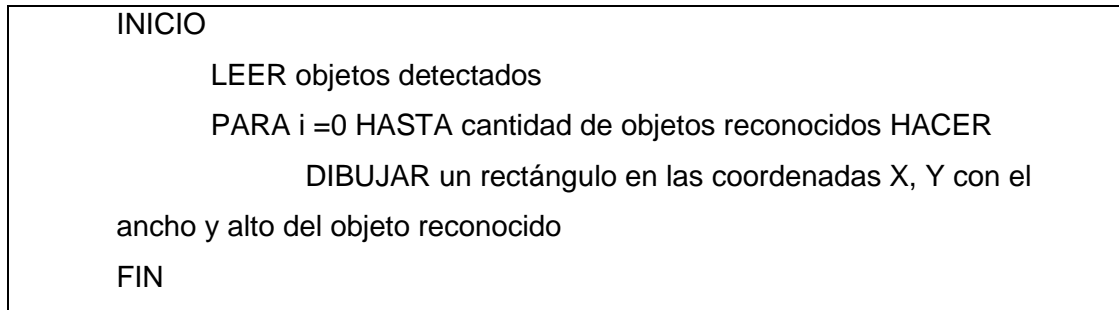 INICIO
LEER objetos detectados
PARA i =0 HASTA cantidad de objetos reconocidos HACER
DIBUJAR un rectángulo en las coordenadas X, Y con el
ancho y alto del objeto reconocido
FIN